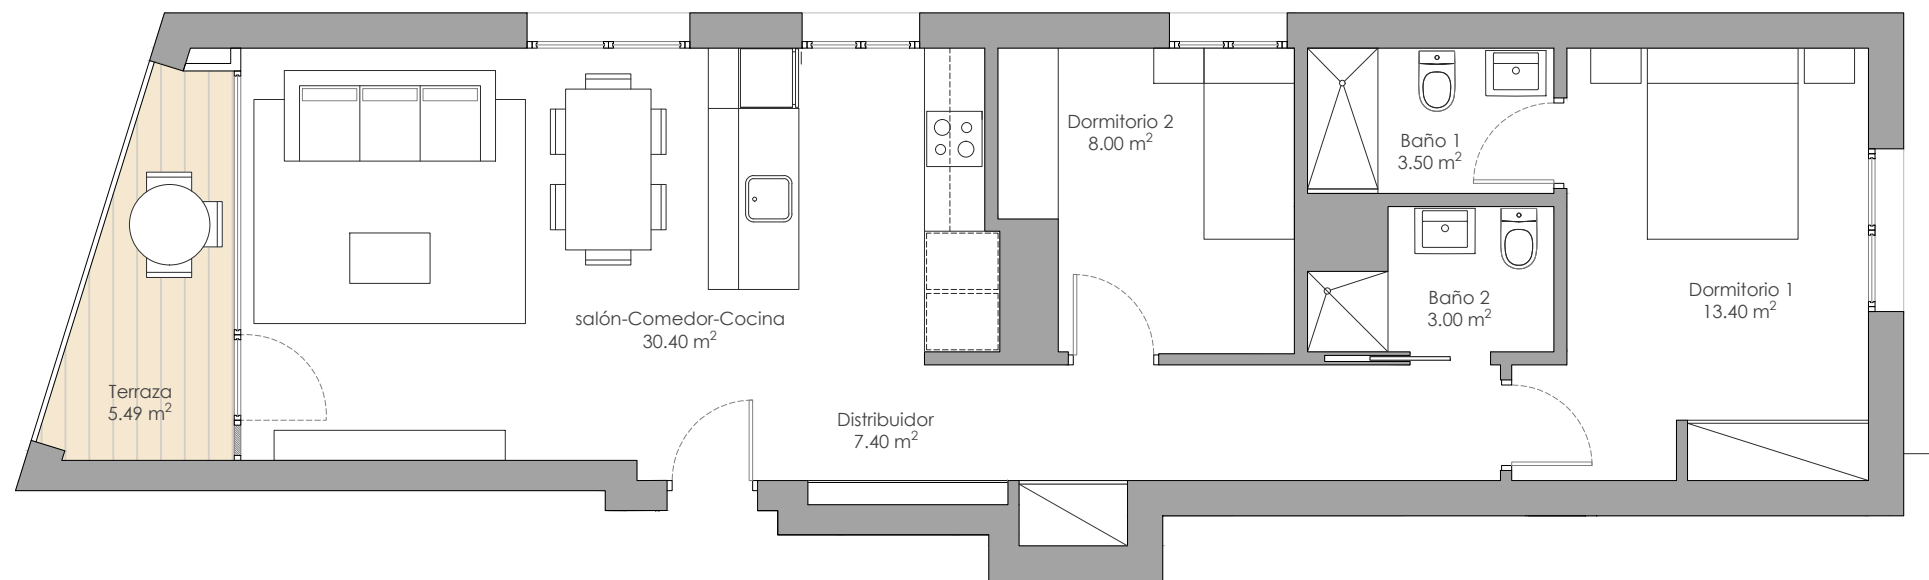 Dormitorio 2
8.00 m²
Baño 1
3.50 m²
Baño 2
3.00 m²
Dormitorio 1
13.40 m²
salón-Comedor-Cocina
30.40 m²
Terraza
5.49 m²
Distribuidor
7.40 m²